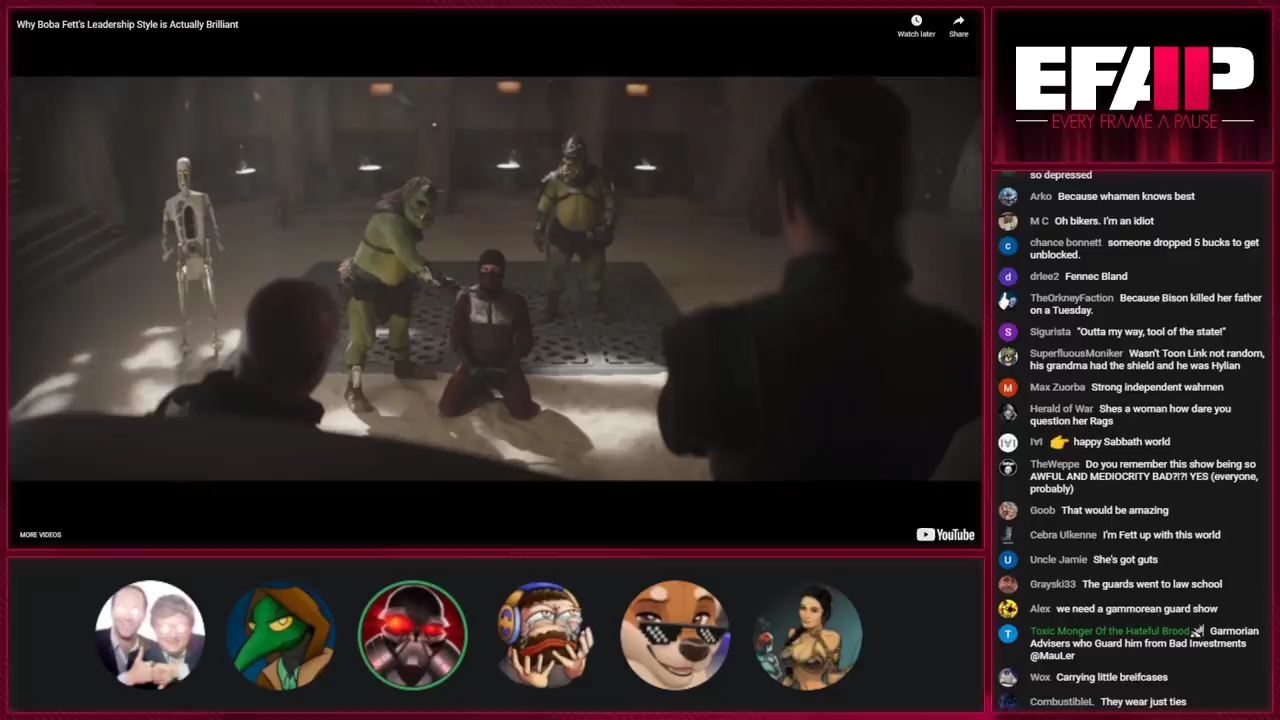 Why Boba Fett's Leadership Style is Actually Brilliant
Watch later
Share
MORE VIDEOS
YouTube
EFAP
EVERY FRAME A PAUSE
so depressed
Arko Because whamen knows best
M C Oh bikers. I'm an idiot
chance bonnett someone dropped 5 bucks to get
unblocked.
drlee2 Fennec Bland
TheOrkneyFaction Because Bison killed her father
on a Tuesday.
Sigurista "Outta my way, tool of the state!"
SuperfluousMoniker Wasn't Toon Link not random,
his grandma had the shield and he was Hylian
Max Zuorba Strong independent wahmen
Herald of War Shes a woman how dare you
question her Rags
happy Sabbath world
TheWeppe Do you remember this show being so
AWFUL AND MEDIOCRITY BAD?!?! YES (everyone,
probably)
Goob That would be amazing
Cebra Ulkenne I'm Fett up with this world
Uncle Jamie She's got guts
Grayski33 The guards went to law school
Alex we need a gammorean guard show
Toxic Monger Of the Hateful Brood Garmorian
Advisers who Guard him from Bad Investments
@MauLer
Wox Carrying little breifcases
CombustibleL They wear just ties